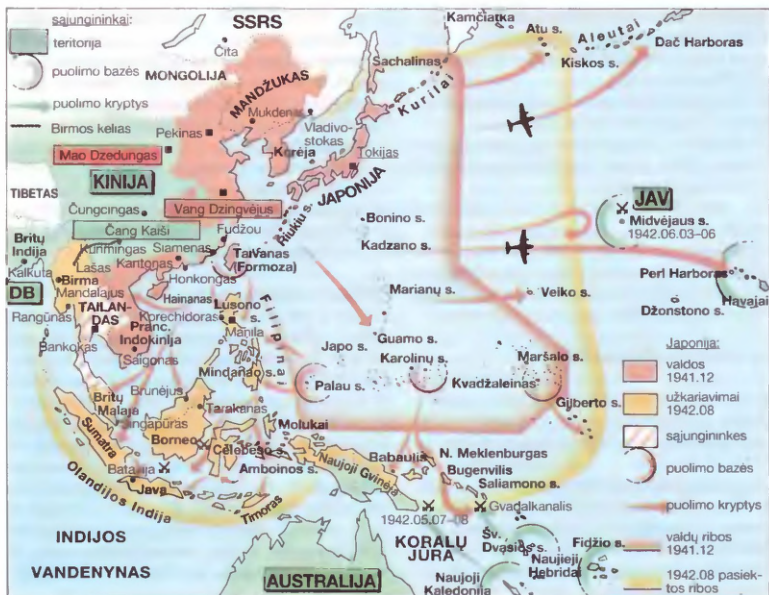 sąjungininkai:
teritorija
puolimo bazės
puolimo kryptys
Birmos kelias
SSRS
Čita
MONGOLIJA
MANDŽUKAS
Mukdenas
Pekinas
Vladivo-
stokas
Korėja
Tokijas
JAPONIJA
Sachalinas
Kurilai
Kamčiatka
Atu s.
Aleutai
Kiskos s.
Dač Harboras
Mao Dzedungas
KINIJA
TIBETAS
Čungcingas
Vang Dzingvėjus
Čang Kaiši
Fudžou
Riukiu s.
Bonino s.
Kadzano s.
JAV
Midvėjaus s.
1942.06.03-06
Perl Harboras
Havajai
Džonstono s.
Britų
Indija
Kalkuta
Kunmingas
Siamenas
Taivanas
(Formoza)
Lašas
Kantonas
Honkongas
Birma
DB
Mandalajus
Hainanas
Rangūnas
TAILAN-
DAS
Kprechidoras
Lusono
s.
Manila
Filipinai
Marianų s.
Veiko s.
Pranc.
Indokinija
Bankokas
Saigonas
Guamo s.
Japo s.
Karolinų s.
Maršalo s.
Mindanao s.
Palau s.
Kvadžaleinas
Gilberto s.
Britų
Malaja
Brunėjus
Tarakanas
Singapūras
Sumatra
Borneo
Molukai
Celebeso s.
Amboinos s.
Batavija
Java
Olandijos Indija
Timoras
Naujoji Gvinėja
Babaulis
N. Meklenburgas
Bugenvilis
Saliamono s.
1942.05.07-08
Gvadalkanalis
KORALŲ
JŪRA
Šv.
Dvasios s.
Naujieji
Hebridai
Fidžio s.
Naujoji
Kaledonija
INDIJOS
VANDENYNAS
AUSTRALIJA
Japonija:
valdos
1941.12
užkariavimai
1942.08
sąjungininkės
puolimo bazės
puolimo kryptys
valdų ribos
1941.12
1942.08 pasiek-
tos ribos